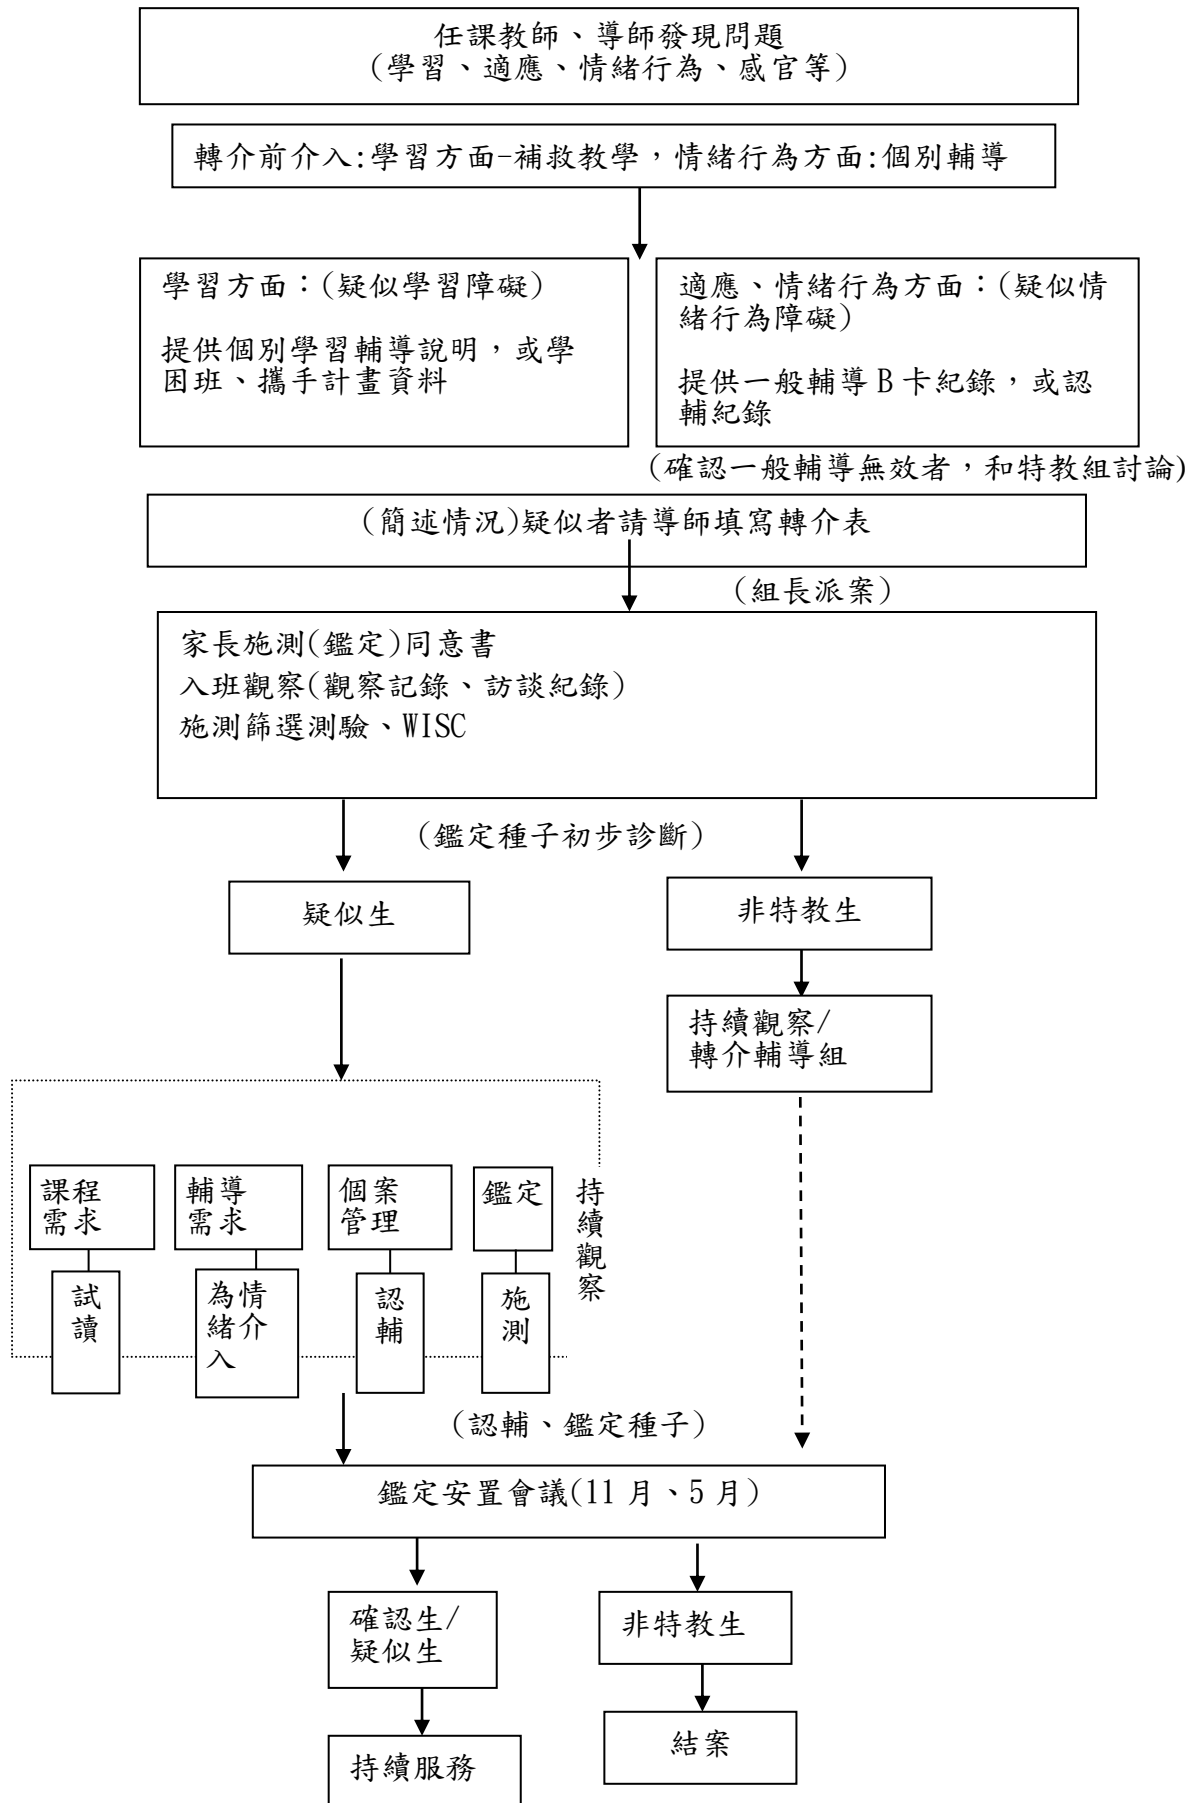 任課教師、導師發現問題
(學習、適應、情緒行為、感官等)
轉介前介入:學習方面-補救教學，情緒行為方面:個別輔導
學習方面：(疑似學習障礙)
提供個別學習輔導說明，或學
困班、攜手計畫資料
適應、情緒行為方面：(疑似情
緒行為障礙)
提供一般輔導 B 卡紀錄，或認
輔紀錄
(確認一般輔導無效者，和特教組討論)
(簡述情況)疑似者請導師填寫轉介表
(組長派案)
家長施測(鑑定)同意書
入班觀察(觀察記錄、訪談紀錄)
施測篩選測驗、WISC
(鑑定種子初步診斷)
疑似生
非特教生
持續觀察/
轉介輔導組
課程
需求
輔導
需求
個案
管理
鑑定
持續觀察
試讀
為情
緒介
入
認輔
施測
(認輔、鑑定種子)
鑑定安置會議(11 月、5 月)
確認生/
疑似生
非特教生
持續服務
結案